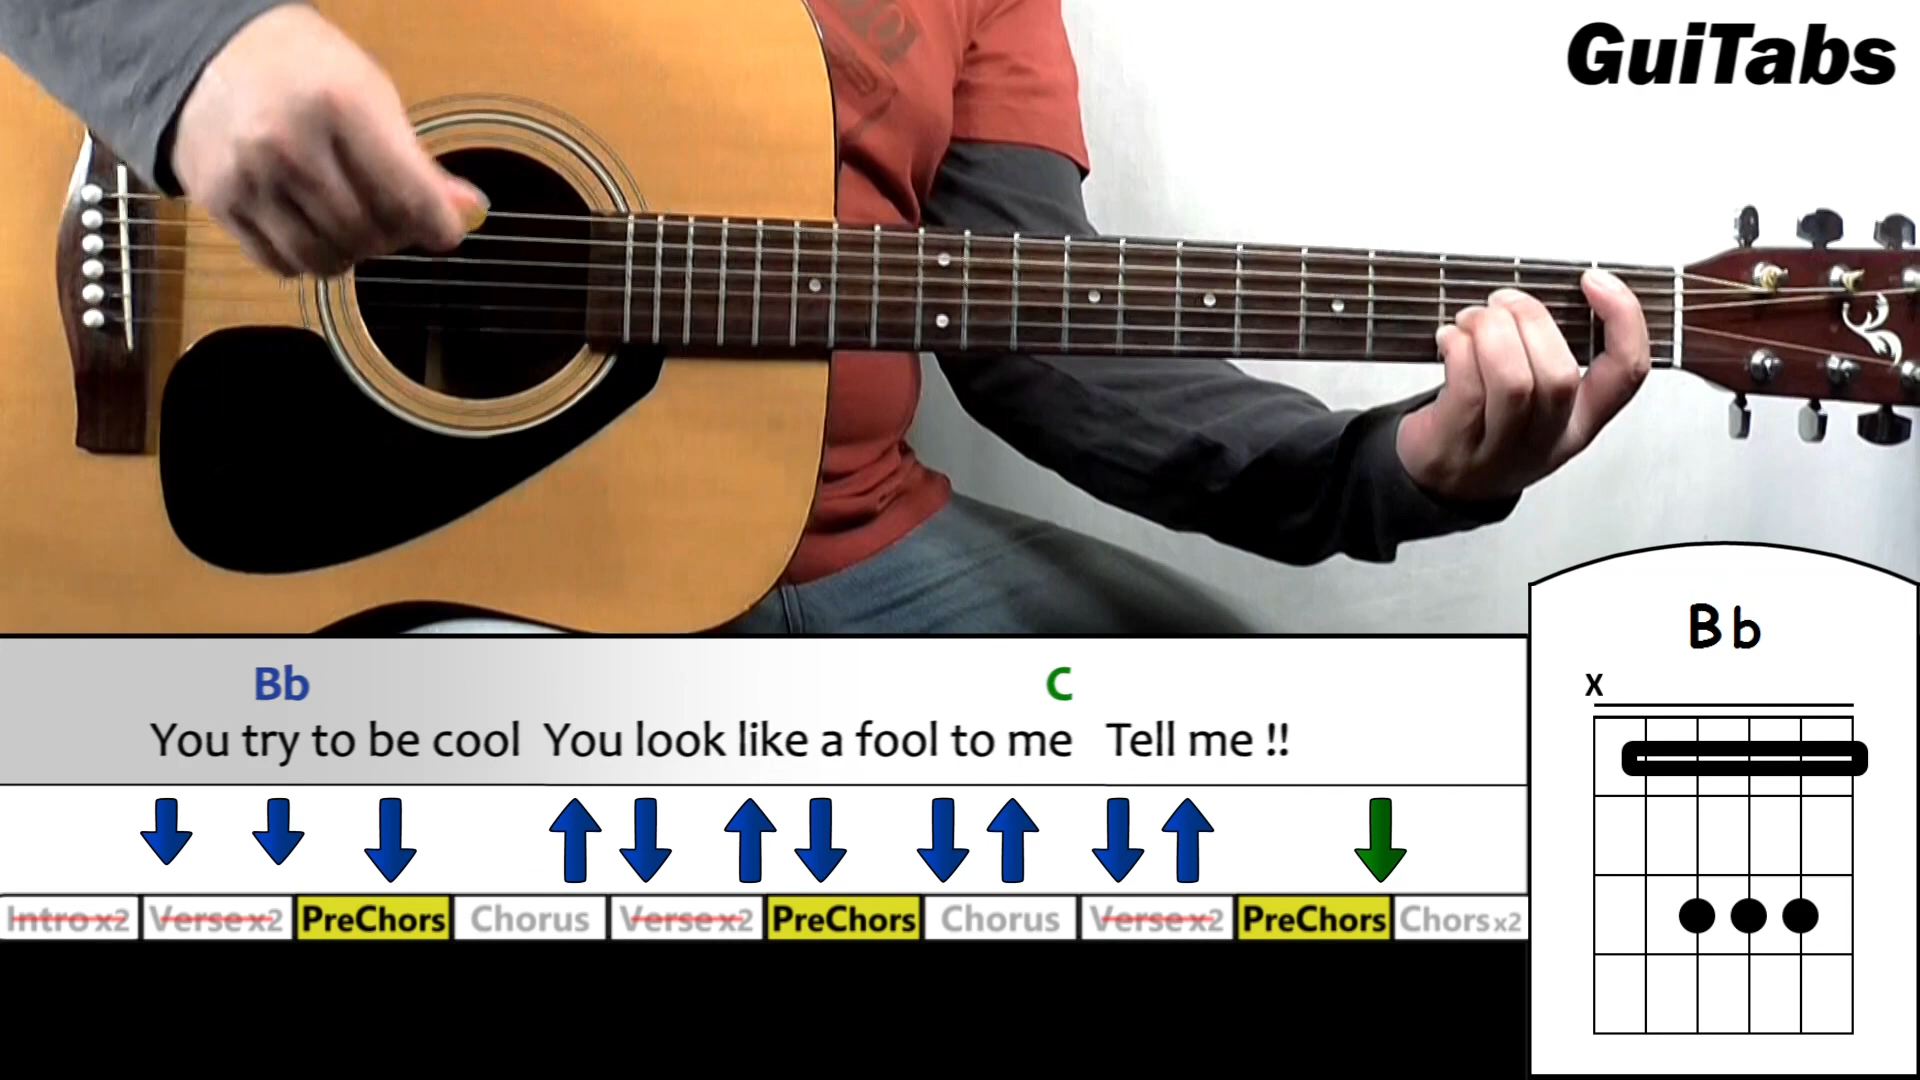 GuiTabs
Bb
x
Bb C
You try to be cool You look like a fool to me Tell me !!
Intro x2 Verse x2 PreChors Chorus Verse x2 PreChors Chorus Verse x2 PreChors Chors x2